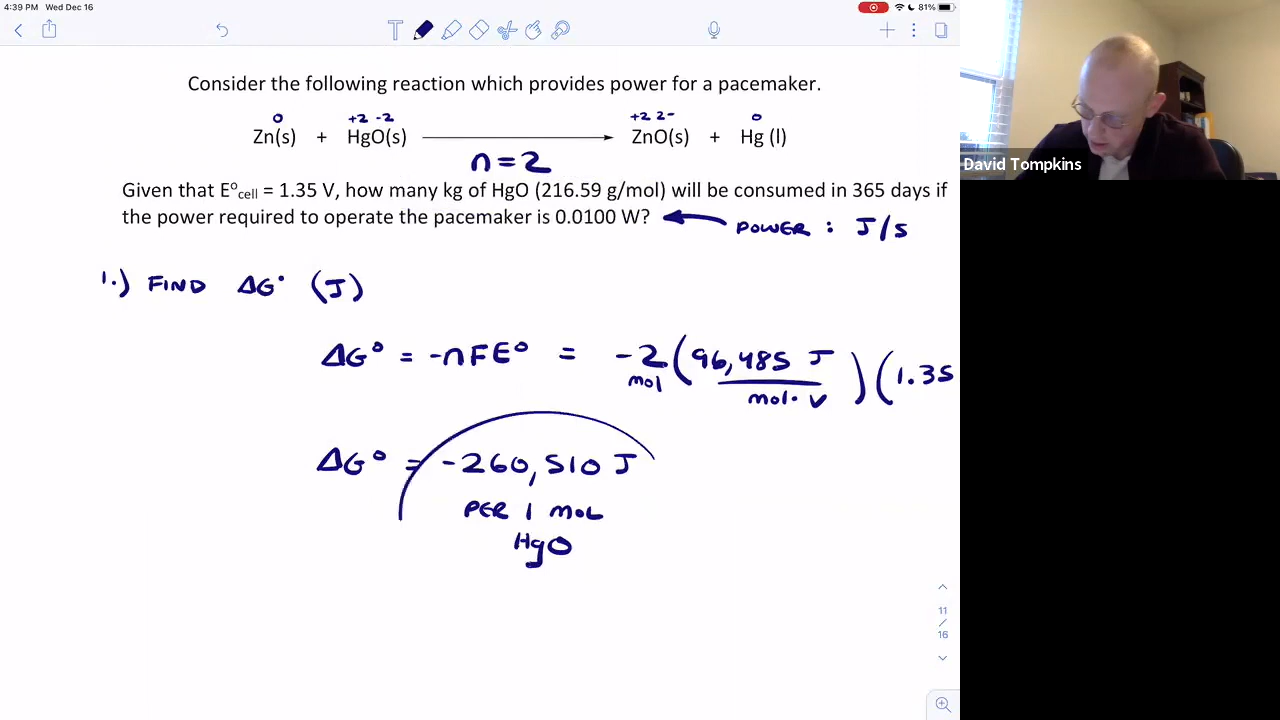 4:39 PM Wed Dec 16
81%
Consider the following reaction which provides power for a pacemaker.
0 +2 -2 +2 2- 0
Zn(s) + HgO(s) ⟶ ZnO(s) + Hg (l)
n=2
Given that E°cell = 1.35 V, how many kg of HgO (216.59 g/mol) will be consumed in 365 days if
the power required to operate the pacemaker is 0.0100 W?
POWER : J/S
1.) FIND ΔG° (J)
ΔG° = -nFE° = -2 mol (96,485 J / mol·V) (1.35
ΔG° = -260,510 J
PER 1 MOL
HgO
David Tompkins
11
/
16